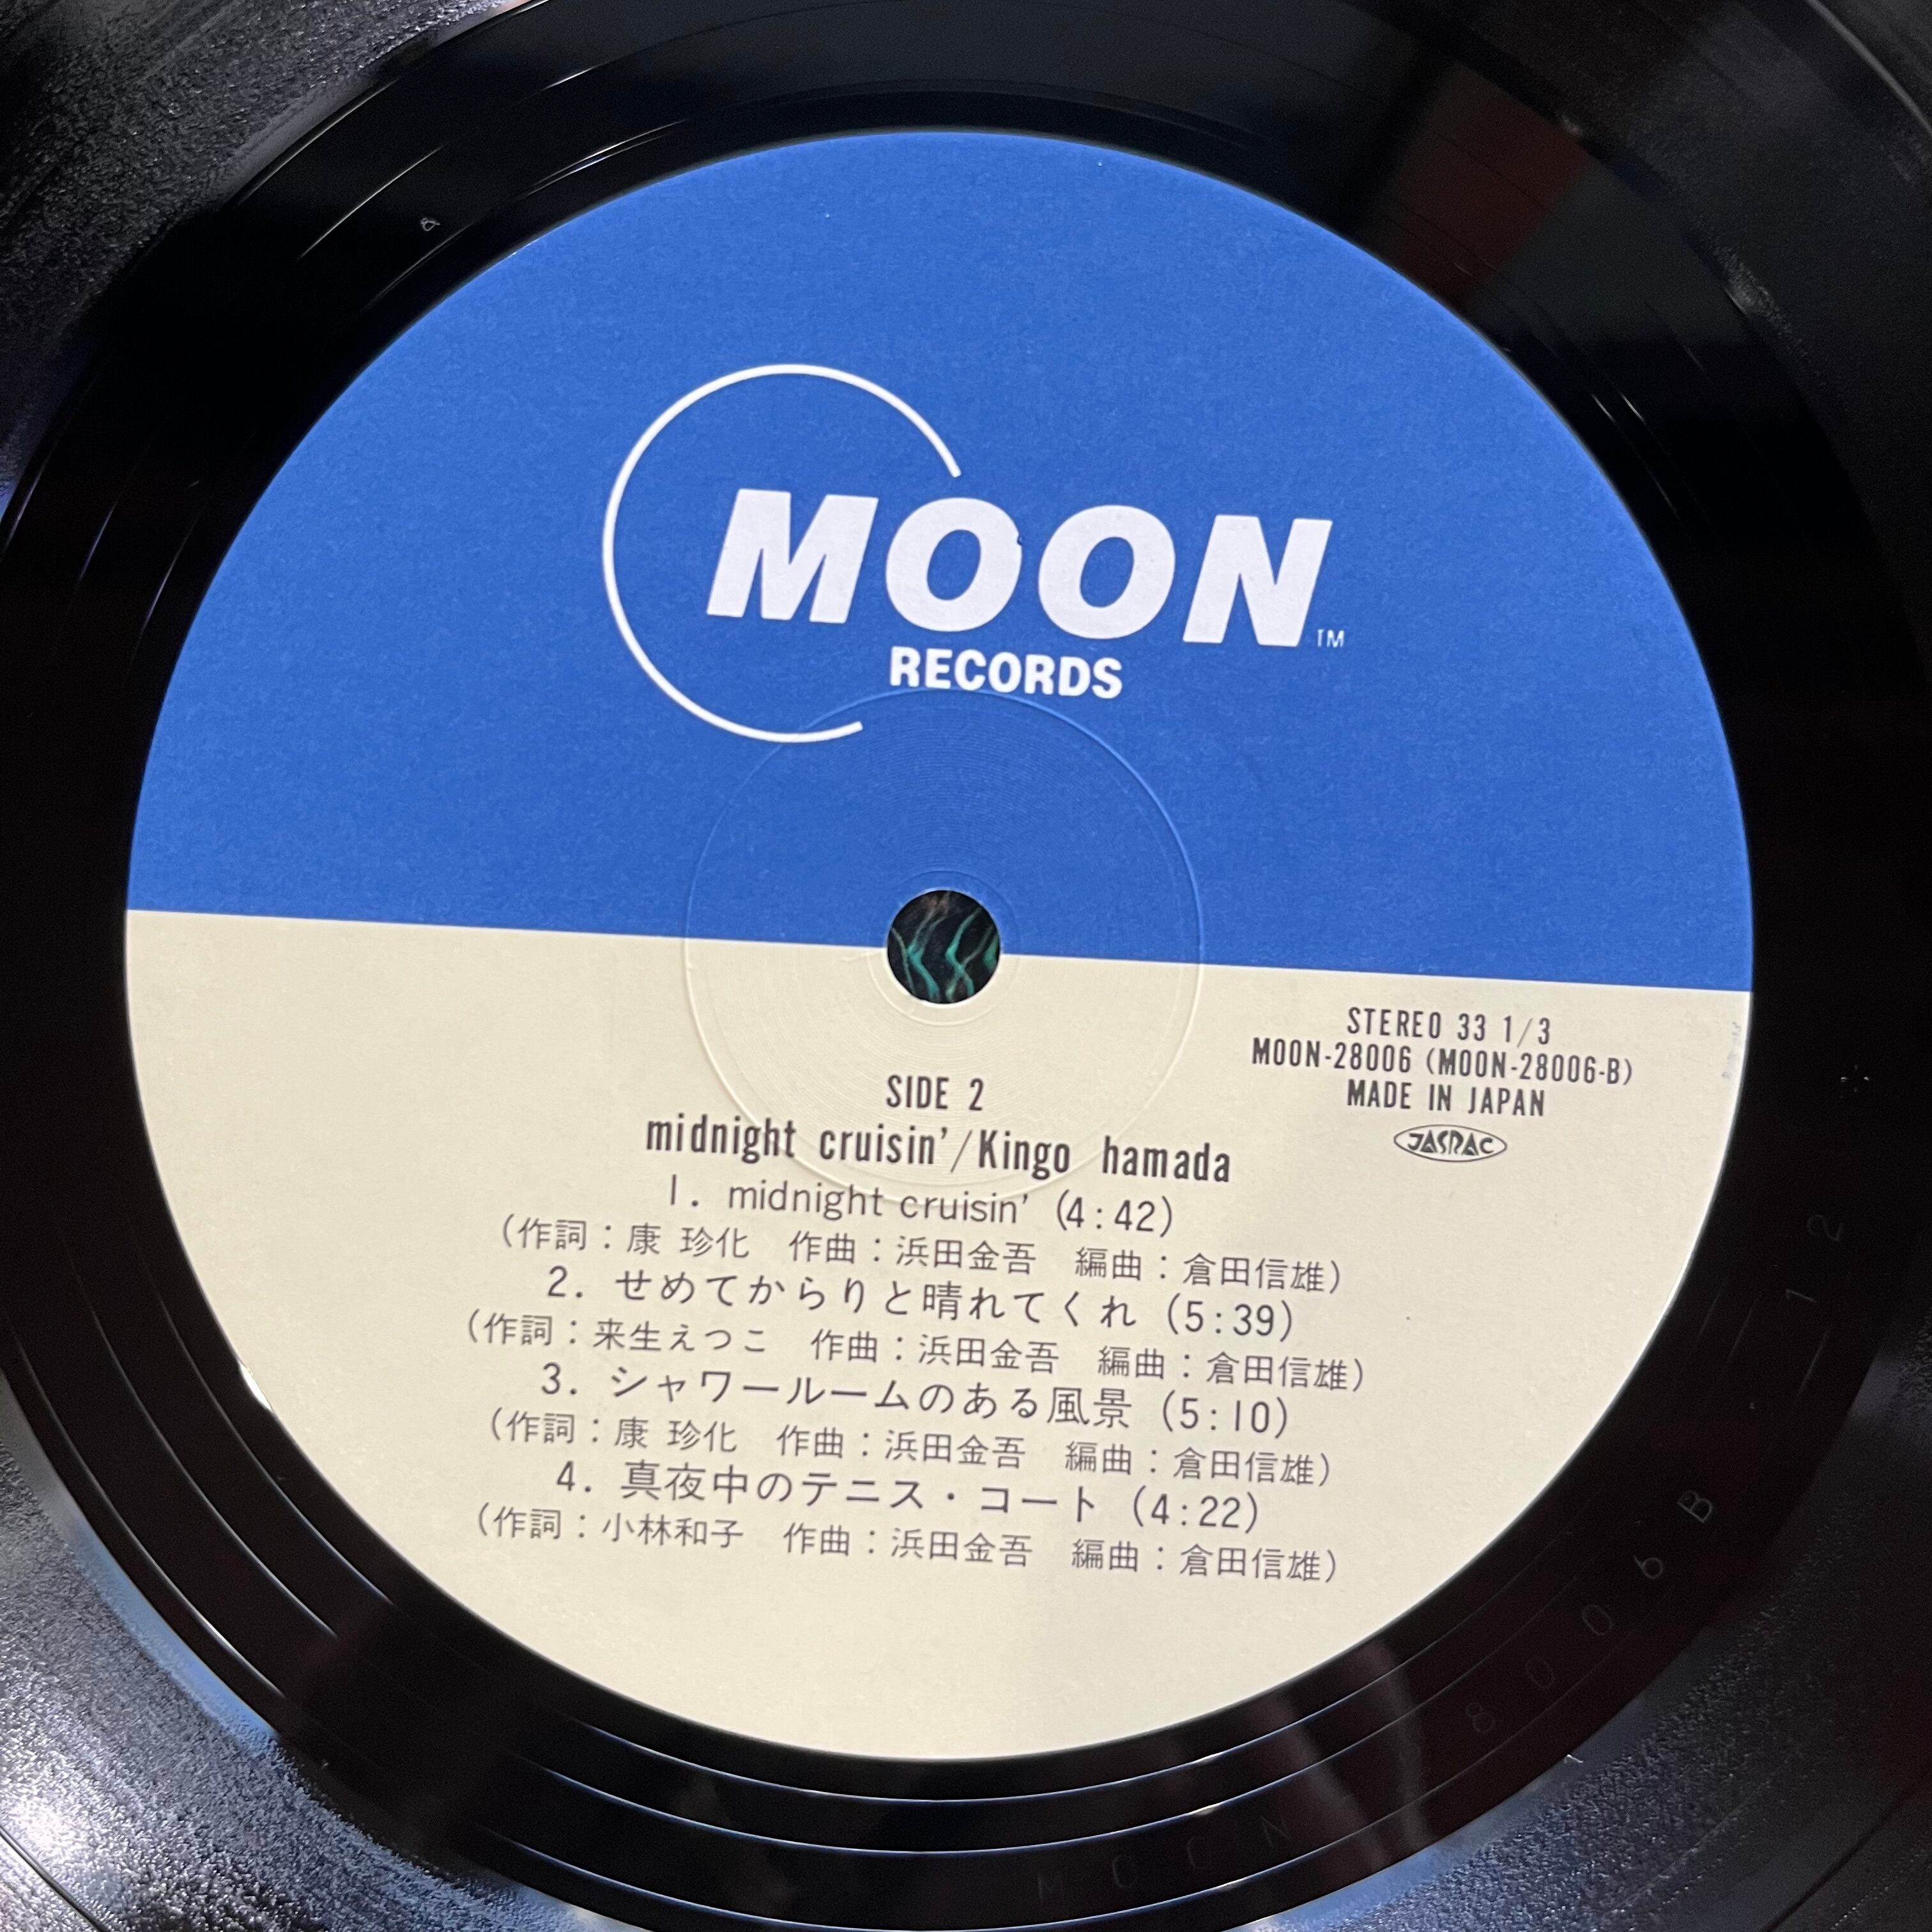 MOON
TM
RECORDS
STEREO 33 1/3
MOON-28006 (MOON-28006-B)
MADE IN JAPAN
JASRAC
SIDE 2
midnight cruisin'/Kingo hamada
1. midnight cruisin' (4:42)
(作詞:康 珍化 作曲:浜田金吾 編曲:倉田信雄)
2. せめてからりと晴れてくれ (5:39)
(作詞:来生えつこ 作曲:浜田金吾 編曲:倉田信雄)
3. シャワールームのある風景 (5:10)
(作詞:康 珍化 作曲:浜田金吾 編曲:倉田信雄)
4. 真夜中のテニス・コート (4:22)
(作詞:小林和子 作曲:浜田金吾 編曲:倉田信雄)